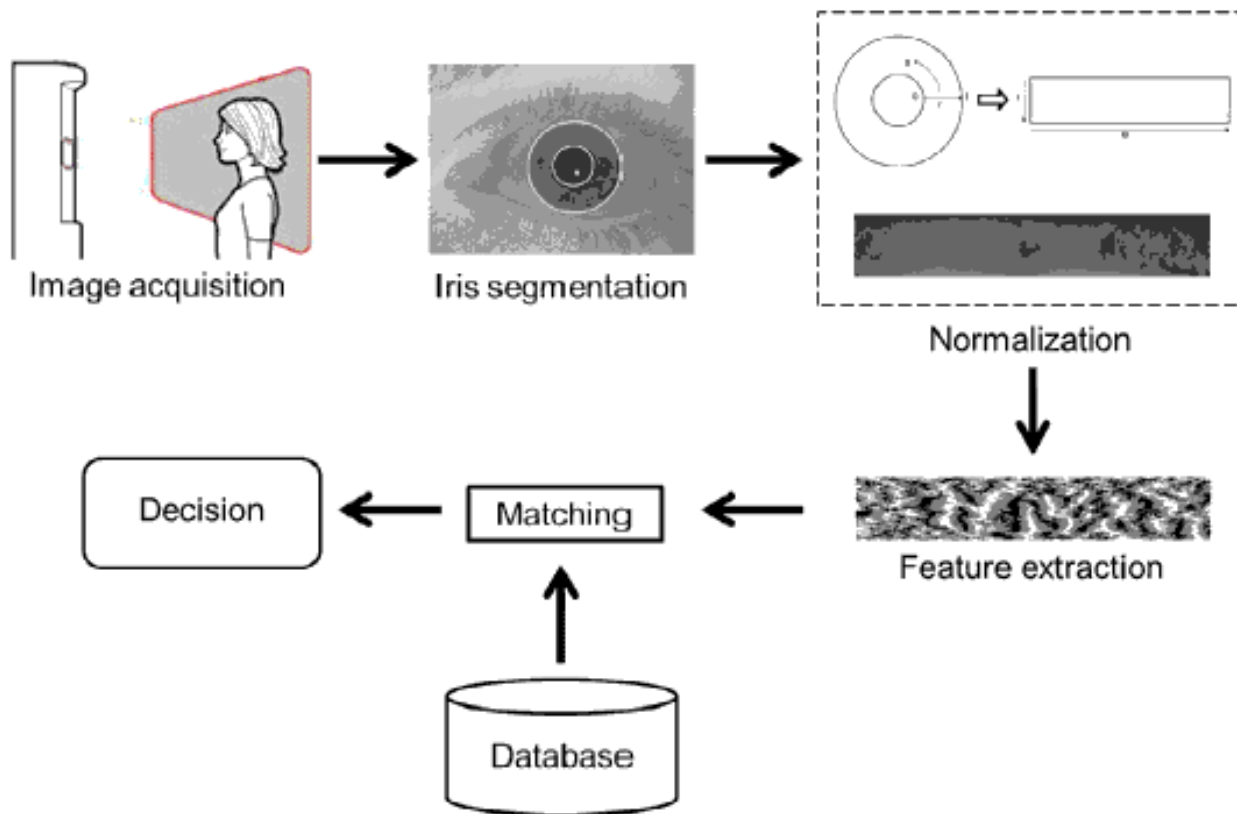 Image acquisition
Iris segmentation
Normalization
Feature extraction
Matching
Decision
Database